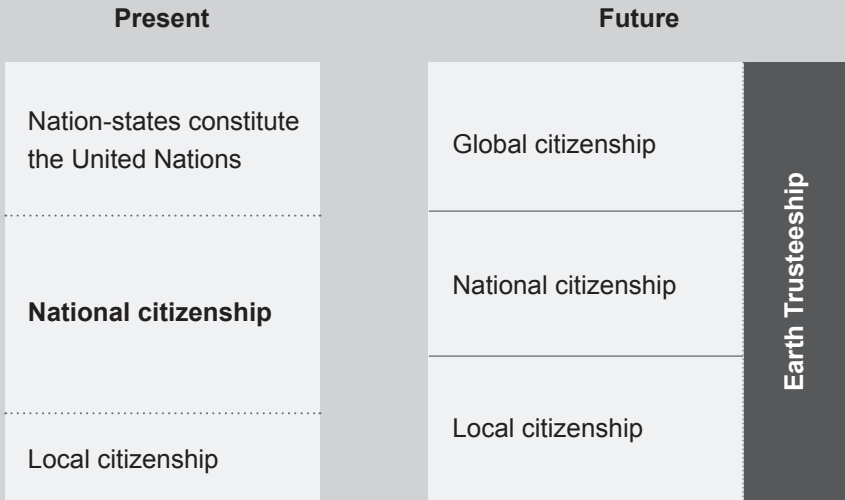 Present
Nation-states constitute
the United Nations
National citizenship
Local citizenship
Future
Global citizenship
National citizenship
Local citizenship
Earth Trusteeship